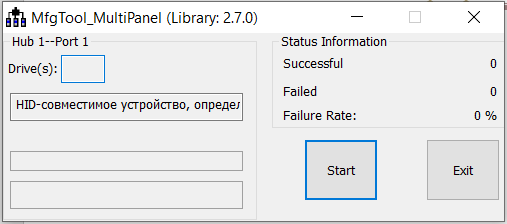 MfgTool_MultiPanel (Library: 2.7.0)
Hub 1--Port 1
Drive(s):
HID-совместимое устройство, опреде
Status Information
Successful 0
Failed 0
Failure Rate: 0 %
Start
Exit